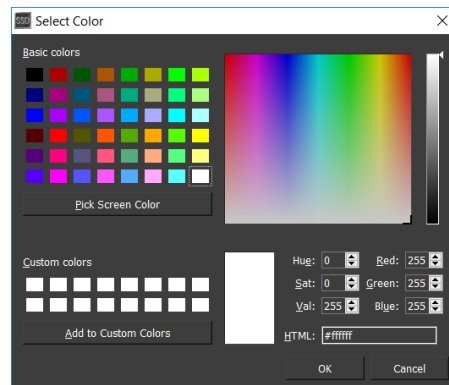 SSD Select Color
Basic colors
Pick Screen Color
Custom colors
Add to Custom Colors
Hue: 0 Red: 255
Sat: 0 Green: 255
Val: 255 Blue: 255
HTML: #ffffff
OK Cancel